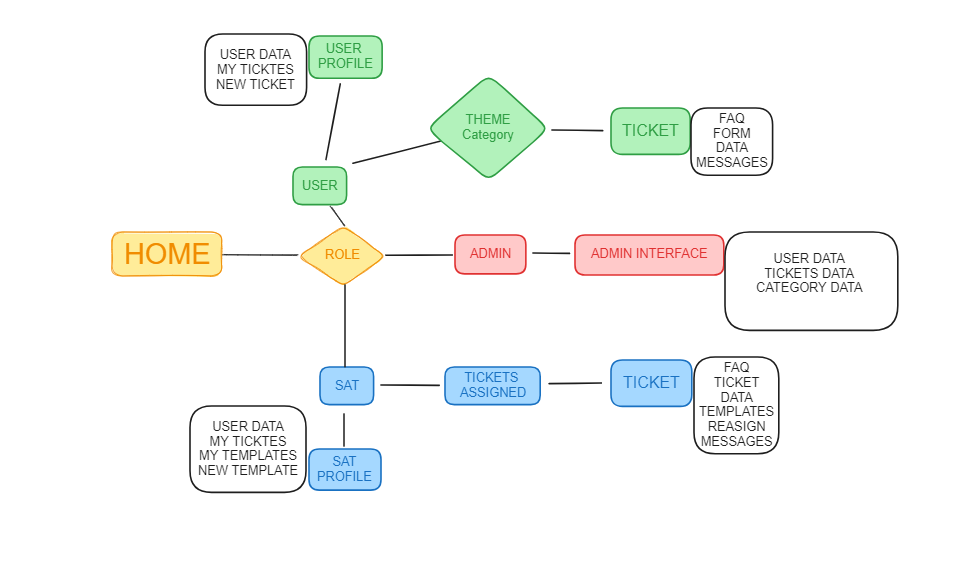 USER DATA
MY TICKTES
NEW TICKET
USER
PROFILE
THEME
Category
TICKET
FAQ
FORM
DATA
MESSAGES
USER
HOME
ROLE
ADMIN
ADMIN INTERFACE
USER DATA
TICKETS DATA
CATEGORY DATA
SAT
TICKETS
ASSIGNED
TICKET
FAQ
TICKET
DATA
TEMPLATES
REASIGN
MESSAGES
USER DATA
MY TICKTES
MY TEMPLATES
NEW TEMPLATE
SAT
PROFILE